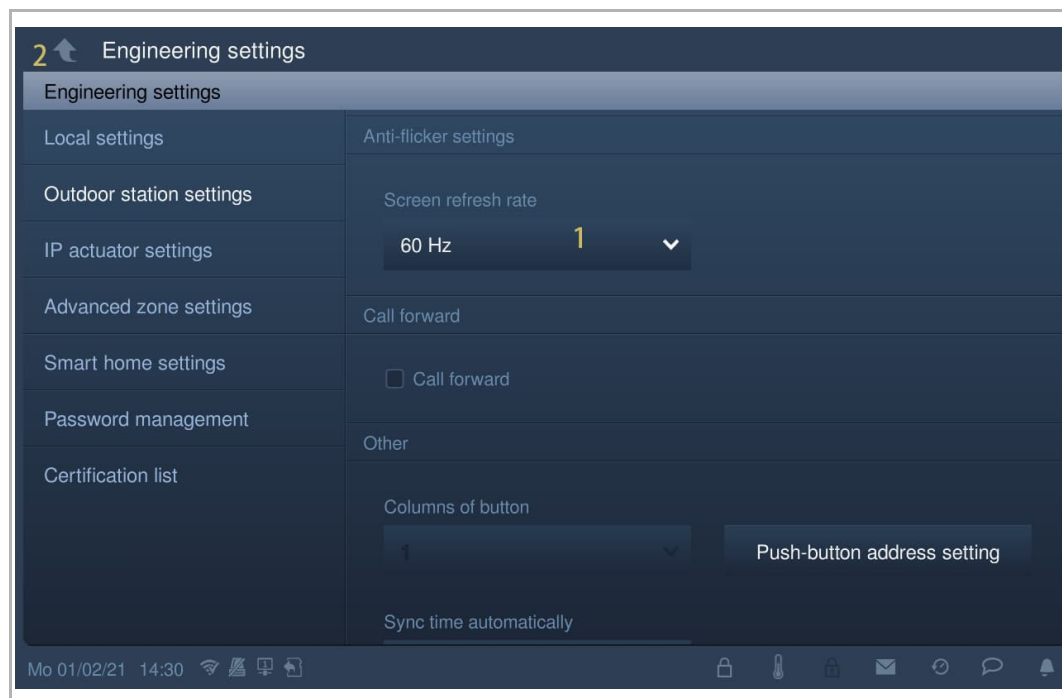 2 Engineering settings
Engineering settings
Local settings
Outdoor station settings
IP actuator settings
Advanced zone settings
Smart home settings
Password management
Certification list
Anti-flicker settings
Screen refresh rate
60 Hz 1
Call forward
Call forward
Other
Columns of button
1
Push-button address setting
Sync time automatically
Mo 01/02/21 14:30